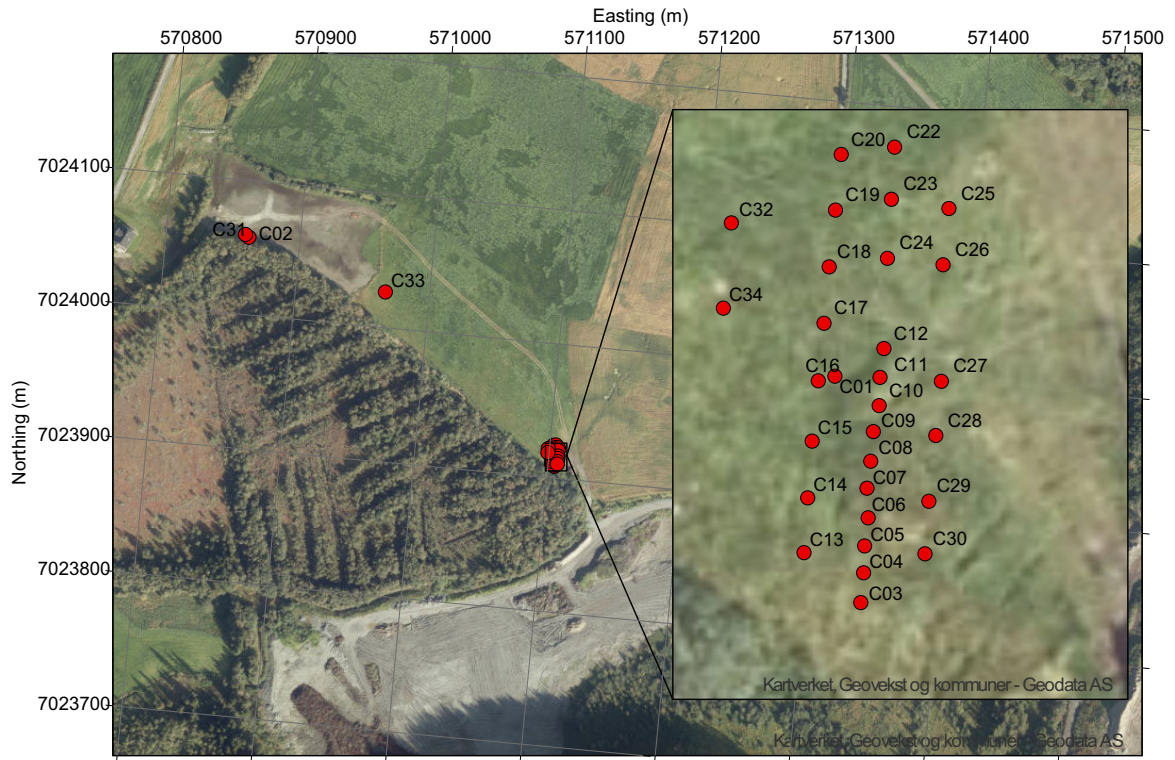 Easting (m)
570800 570900 571000 571100 571200 571300 571400 571500
Northing (m)
7024100
7024000
7023900
7023800
7023700
C31 C02
C33
C20 C22
C19 C23 C25
C32
C18 C24 C26
C34
C17
C12
C16 C01 C11 C27
C10
C15 C09 C28
C08
C14 C07 C29
C06
C13 C05 C30
C04
C03
Kartverket, Geovekst og kommuner - Geodata AS
Kartverket, Geovekst og kommuner - Geodata AS